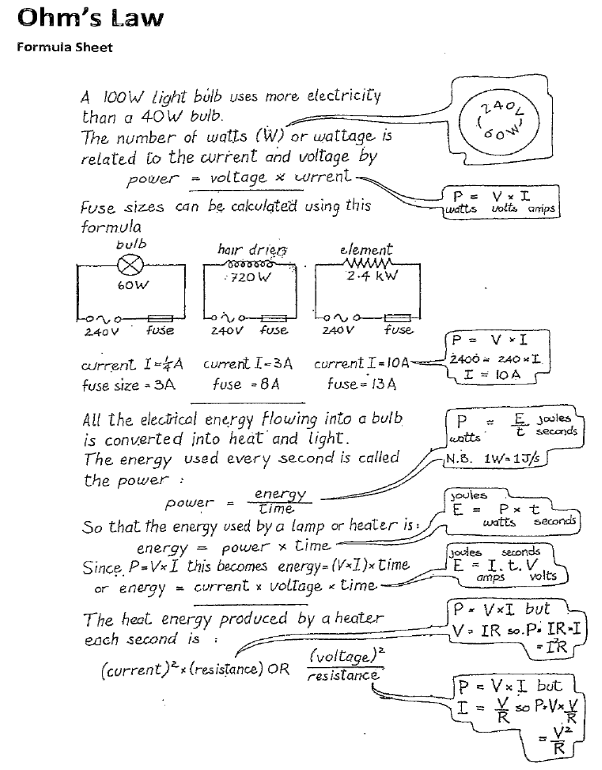 Ohm's Law
Formula Sheet
A 100W light bulb uses more electricity
than a 40W bulb.
The number of watts (W) or wattage is
related to the current and voltage by
power = voltage × current
240V
60W
P = V × I
watts volts amps
Fuse sizes can be calculated using this
formula
bulb
60W
240V fuse
hair driers
720W
240V fuse
element
2.4 kW
240V fuse
current I = ¼A
fuse size = 3A
current I = 3A
fuse = 8A
current I = 10A
fuse = 13A
P = V × I
2400 = 240 × I
I = 10A
All the electrical energy flowing into a bulb
is converted into heat and light.
The energy used every second is called
the power :
power = energy/time
P = E/t joules
watts seconds
N.B. 1W = 1J/s
So that the energy used by a lamp or heater is:
energy = power × time
joules
E = P × t
watts seconds
Since P=V×I this becomes energy=(V×I)×time
or energy = current × voltage × time
joules seconds
E = I.t.V
amps volts
The heat energy produced by a heater
each second is :
(current)² × (resistance) OR (voltage)²/resistance
P = V×I but
V = IR so P= IR×I
= I²R
P = V×I but
I = V/R so P=V×V/R
= V²/R